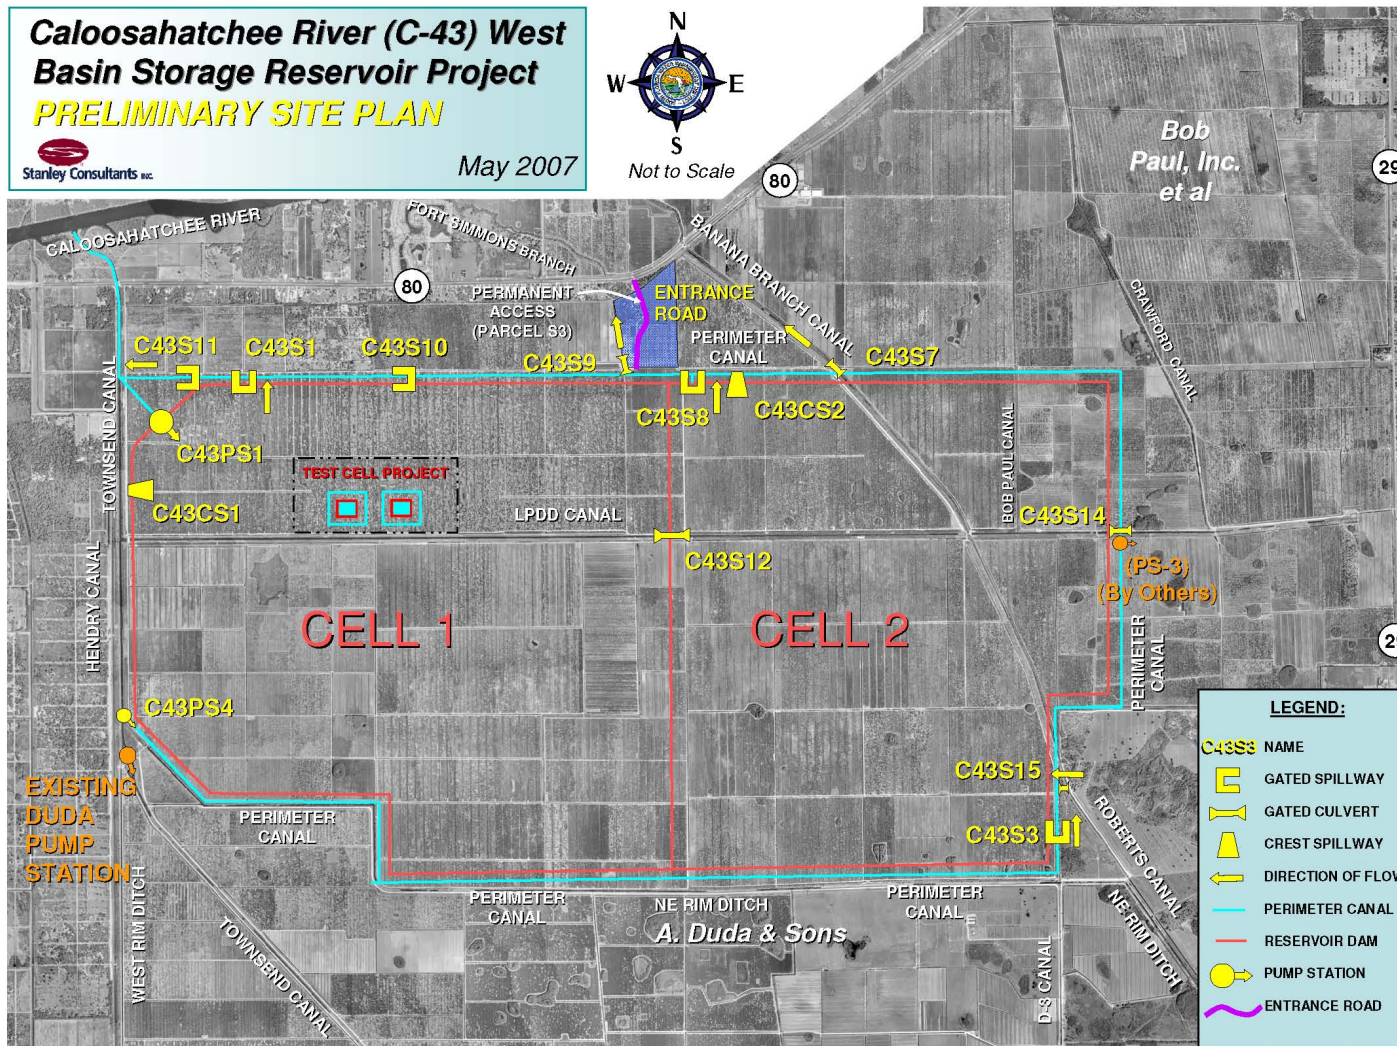 Caloosahatchee River (C-43) West
Basin Storage Reservoir Project
PRELIMINARY SITE PLAN
Stanley Consultants INC.
May 2007
N
W
E
S
Not to Scale
80
Bob
Paul, Inc.
et al
29
CALOOSAHATCHEE RIVER
FORT SIMMONS
BRANCH
BANANA BRANCH CANAL
80
PERMANENT
ACCESS
(PARCEL S3)
ENTRANCE
ROAD
CRAWFORD CANAL
PERIMETER
CANAL
C43S11
C43S1
C43S10
C43S9
C43S7
TOWNSEND CANAL
C43S8
C43CS2
C43PS1
BOB PAUL CANAL
TEST CELL PROJECT
C43CS1
LPDD CANAL
C43S14
C43S12
(PS-3)
(By Others)
HENDRY CANAL
CELL 1
CELL 2
PERIMETER
CANAL
C43PS4
EXISTING
DUDA
PUMP
STATION
PERIMETER
CANAL
C43S15
C43S3
ROBERTS CANAL
WEST RIM DITCH
TOWNSEND CANAL
PERIMETER
CANAL
NE RIM DITCH
A. Duda & Sons
PERIMETER
CANAL
D-3 CANAL
NE RIM DITCH
LEGEND:
C43S3 NAME
GATED SPILLWAY
GATED CULVERT
CREST SPILLWAY
DIRECTION OF FLOW
PERIMETER CANAL
RESERVOIR DAM
PUMP STATION
ENTRANCE ROAD